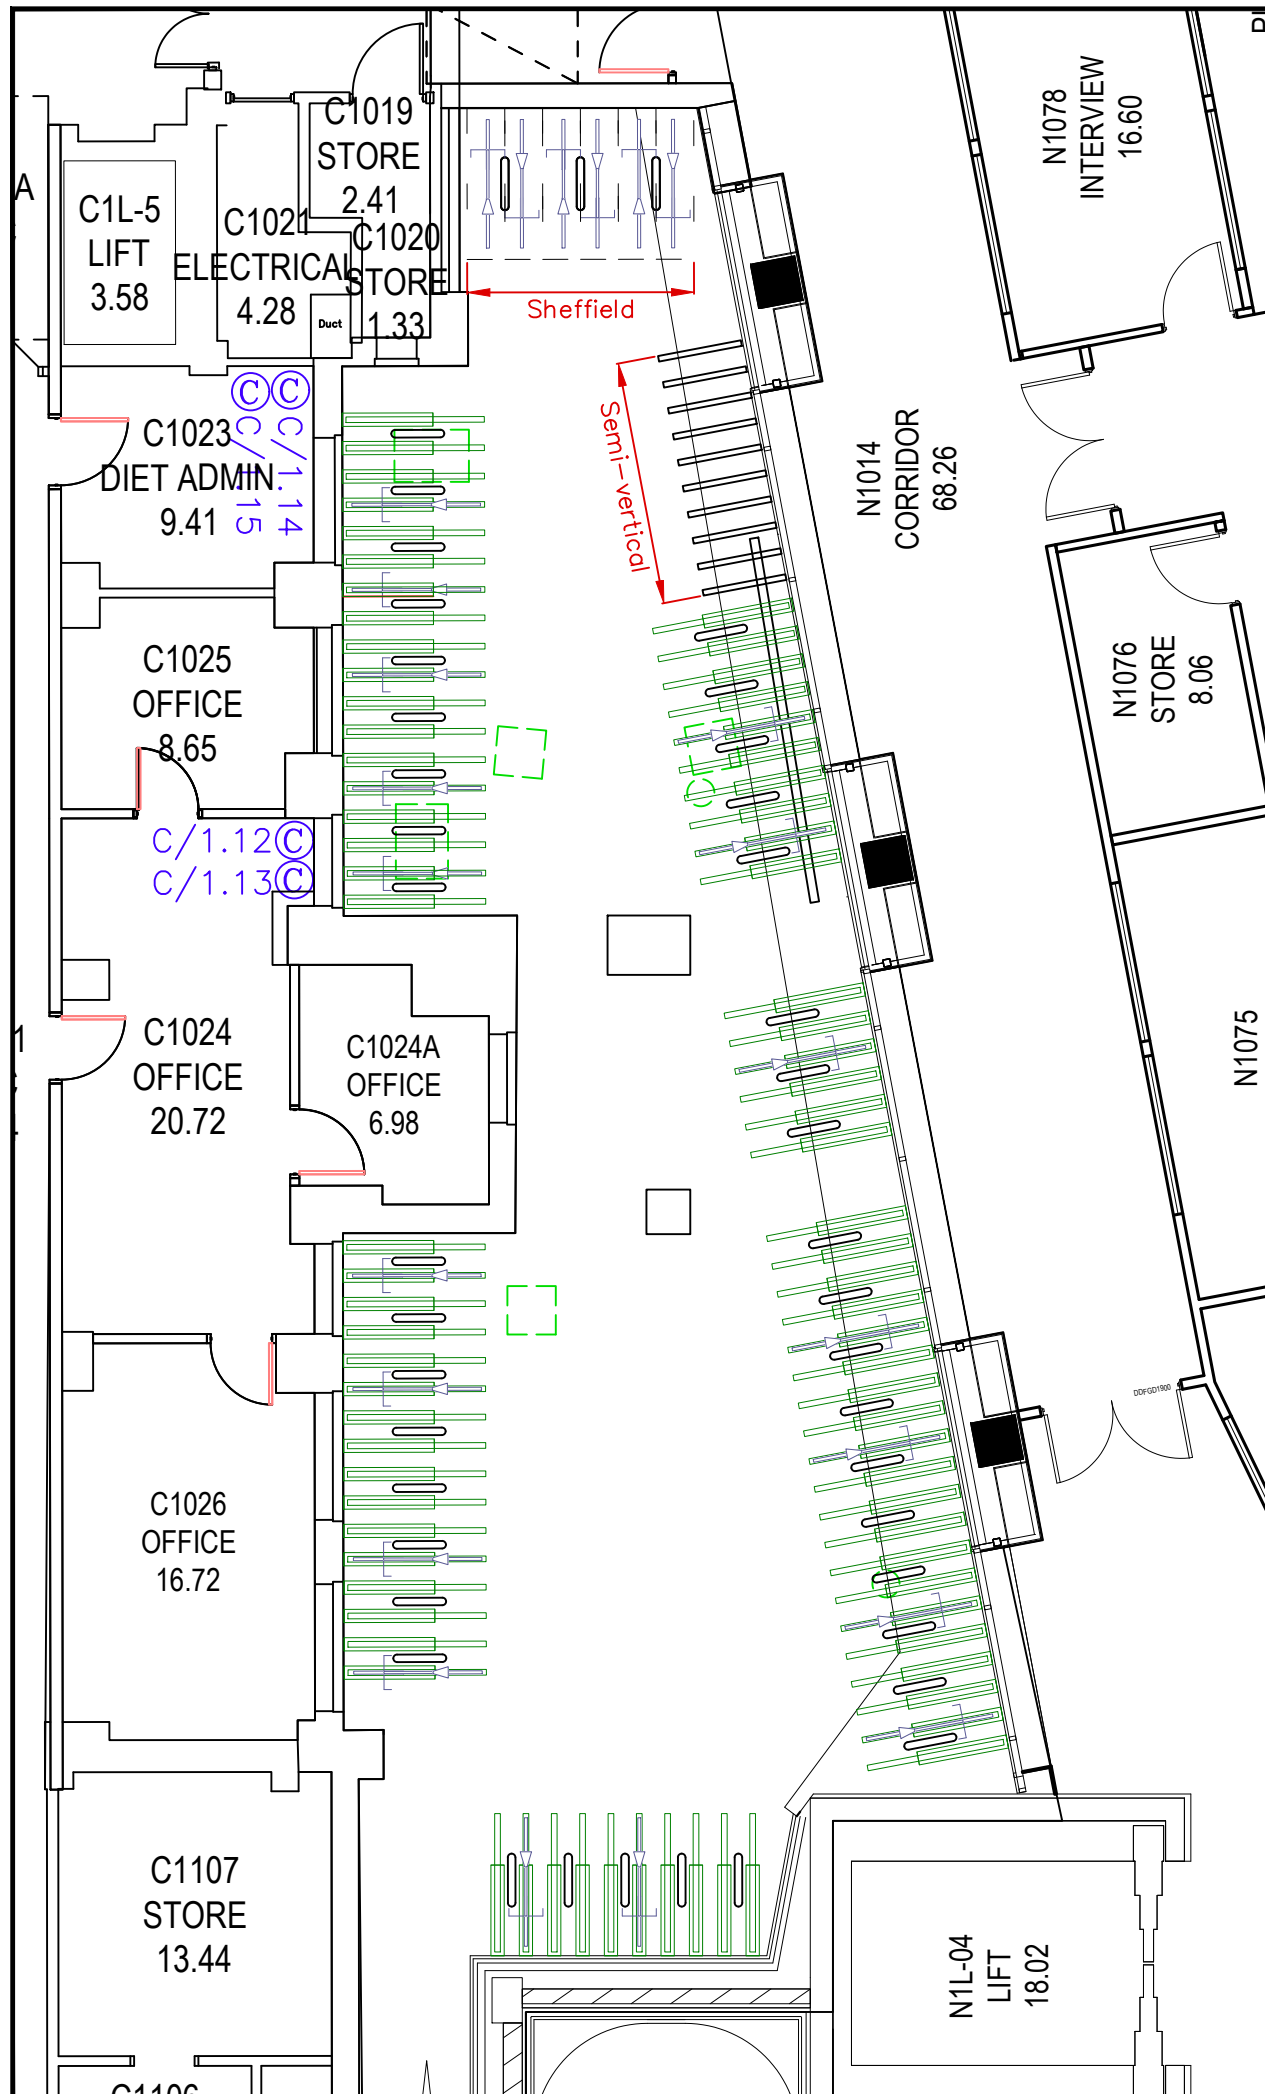 C1019
STORE
2.41
C1L-5
LIFT
3.58
C1021
ELECTRICAL
4.28
C1020
STORE
1.33
Duct
Sheffield
Semi-vertical
N1078
INTERVIEW
16.60
© C/1.14
© C/1.15
C1023
DIET ADMIN
9.41
N1014
CORRIDOR
68.26
C1025
OFFICE
8.65
N1076
STORE
8.06
C/1.12©
C/1.13©
C1024
OFFICE
20.72
C1024A
OFFICE
6.98
N1075
DDFGD1900
C1026
OFFICE
16.72
C1107
STORE
13.44
N1L-04
LIFT
18.02
C1106